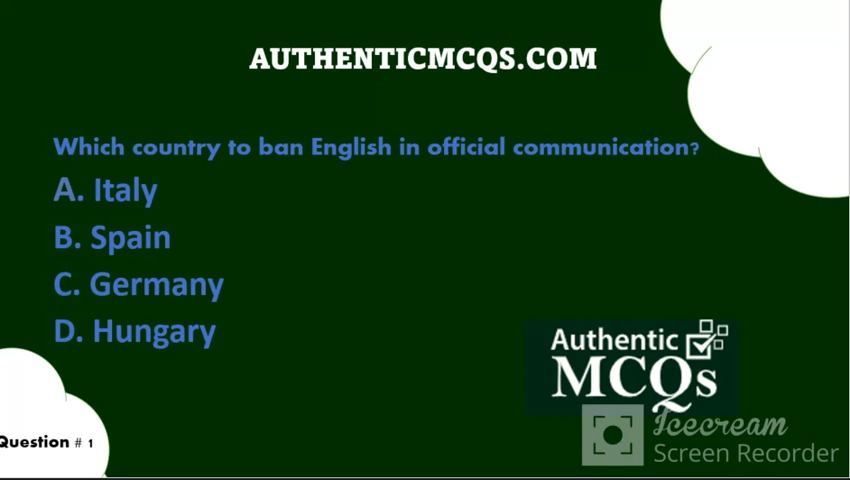 AUTHENTICMCQS.COM
Which country to ban English in official communication?
A. Italy
B. Spain
C. Germany
D. Hungary
Authentic
MCQs
Icecream
Screen Recorder
Question # 1